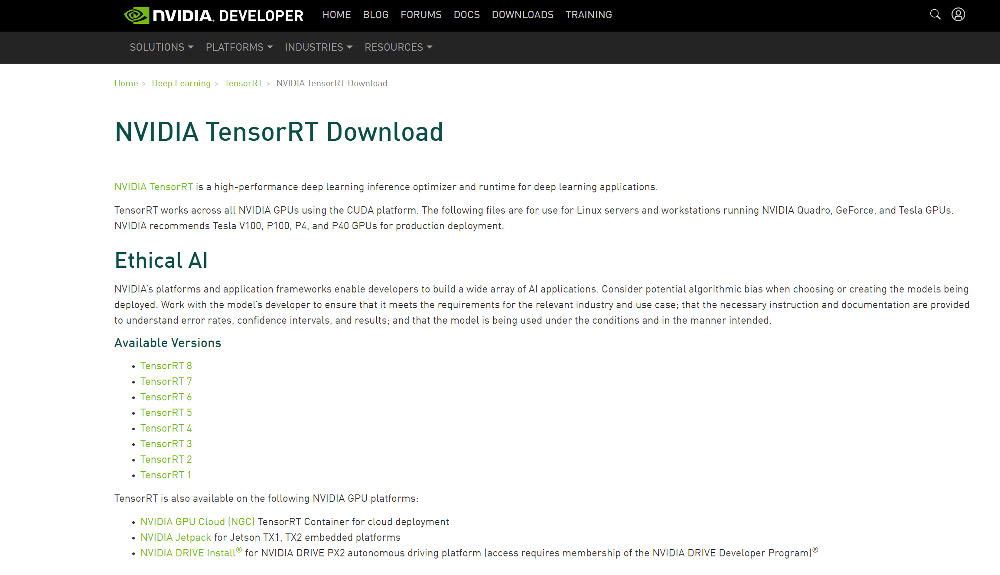 NVIDIA. DEVELOPER HOME BLOG FORUMS DOCS DOWNLOADS TRAINING
SOLUTIONS PLATFORMS INDUSTRIES RESOURCES
Home > Deep Learning > TensorRT > NVIDIA TensorRT Download
NVIDIA TensorRT Download
NVIDIA TensorRT is a high-performance deep learning inference optimizer and runtime for deep learning applications.
TensorRT works across all NVIDIA GPUs using the CUDA platform. The following files are for use for Linux servers and workstations running NVIDIA Quadro, GeForce, and Tesla GPUs.
NVIDIA recommends Tesla V100, P100, P4, and P40 GPUs for production deployment.
Ethical AI
NVIDIA’s platforms and application frameworks enable developers to build a wide array of AI applications. Consider potential algorithmic bias when choosing or creating the models being
deployed. Work with the model’s developer to ensure that it meets the requirements for the relevant industry and use case; that the necessary instruction and documentation are provided
to understand error rates, confidence intervals, and results; and that the model is being used under the conditions and in the manner intended.
Available Versions
• TensorRT 8
• TensorRT 7
• TensorRT 6
• TensorRT 5
• TensorRT 4
• TensorRT 3
• TensorRT 2
• TensorRT 1
TensorRT is also available on the following NVIDIA GPU platforms:
• NVIDIA GPU Cloud (NGC) TensorRT Container for cloud deployment
• NVIDIA Jetpack for Jetson TX1, TX2 embedded platforms
• NVIDIA DRIVE Install® for NVIDIA DRIVE PX2 autonomous driving platform (access requires membership of the NVIDIA DRIVE Developer Program)®